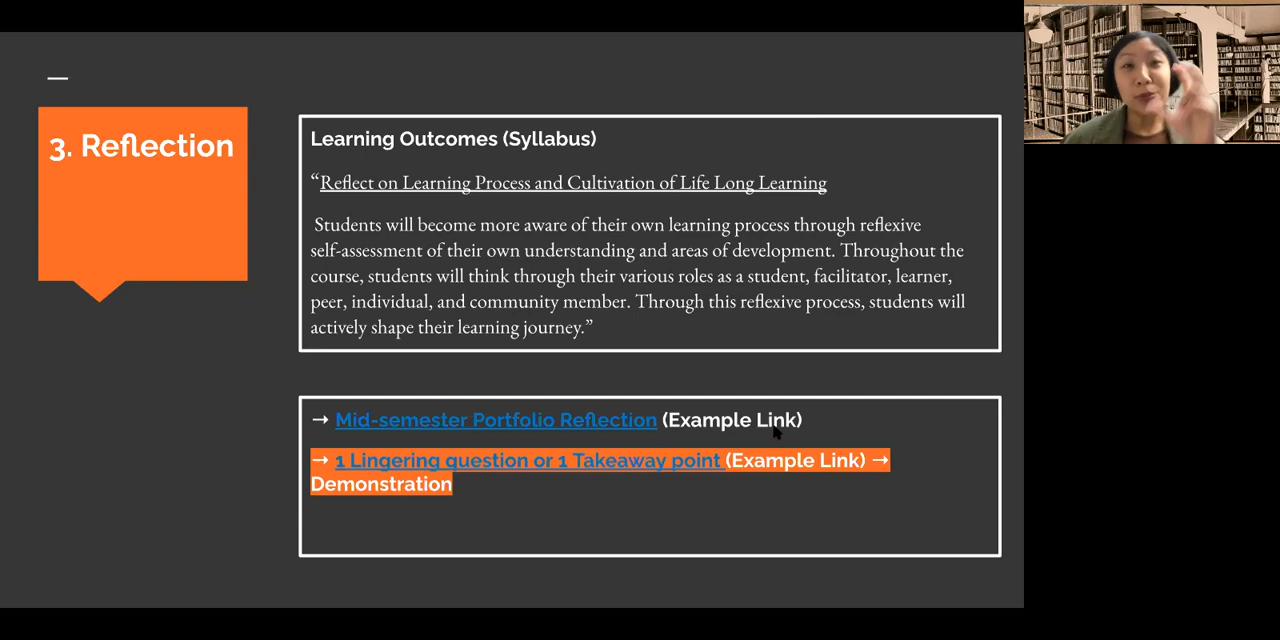 3. Reflection
Learning Outcomes (Syllabus)
“Reflect on Learning Process and Cultivation of Life Long Learning
Students will become more aware of their own learning process through reflexive
self-assessment of their own understanding and areas of development. Throughout the
course, students will think through their various roles as a student, facilitator, learner,
peer, individual, and community member. Through this reflexive process, students will
actively shape their learning journey.”
→ Mid-semester Portfolio Reflection (Example Link)
→ 1 Lingering question or 1 Takeaway point (Example Link) →
Demonstration